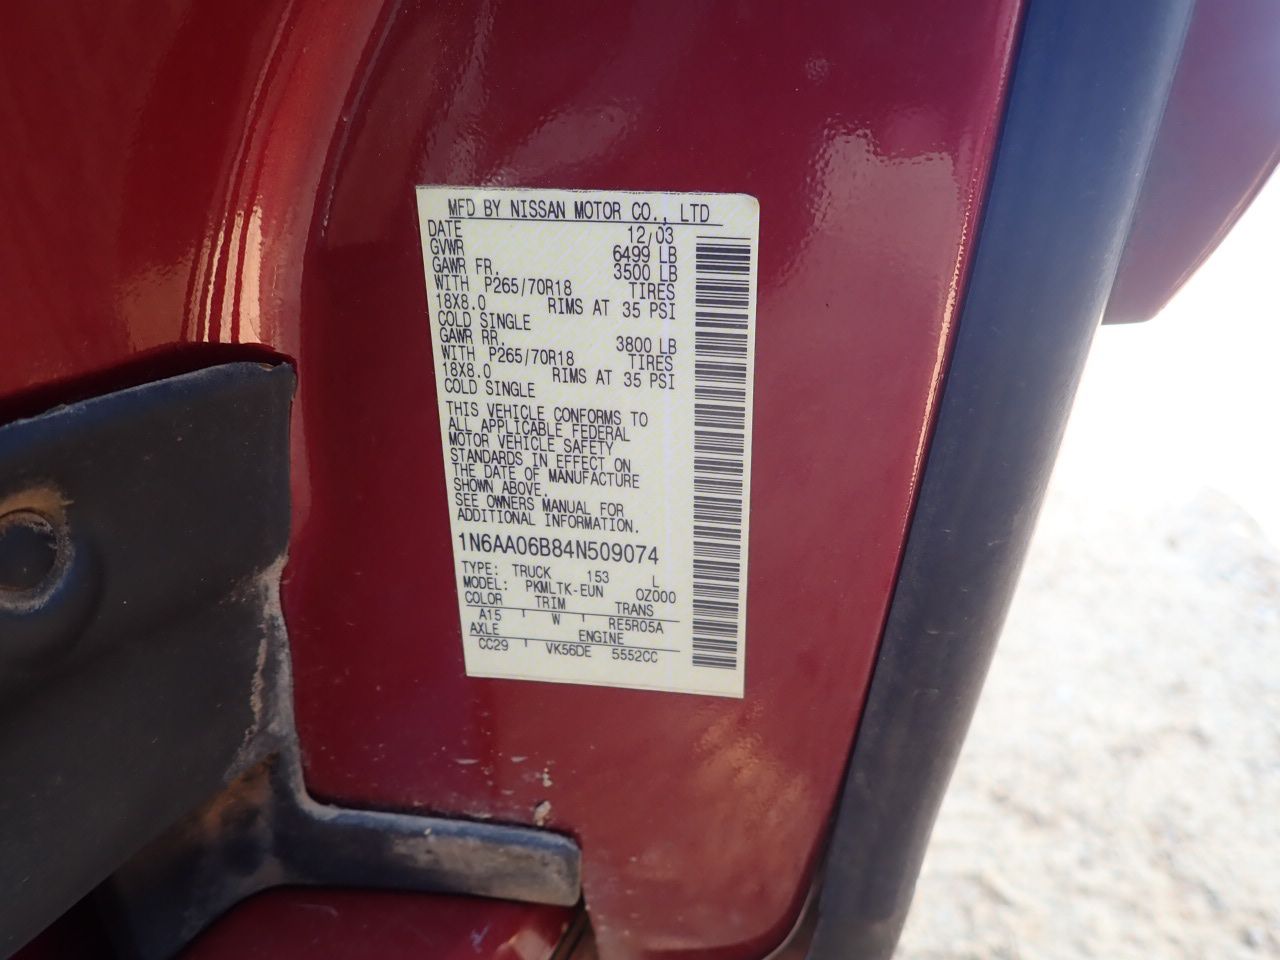 MFD BY NISSAN MOTOR CO., LTD
DATE 12/03
GVWR 6499 LB
GAWR FR. 3500 LB
WITH P265/70R18 TIRES
18X8.0 RIMS AT 35 PSI
COLD SINGLE
GAWR RR. 3800 LB
WITH P265/70R18 TIRES
18X8.0 RIMS AT 35 PSI
COLD SINGLE
THIS VEHICLE CONFORMS TO
ALL APPLICABLE FEDERAL
MOTOR VEHICLE SAFETY
STANDARDS IN EFFECT ON
THE DATE OF MANUFACTURE
SHOWN ABOVE.
SEE OWNERS MANUAL FOR
ADDITIONAL INFORMATION.
1N6AA06B84N509074
TYPE: TRUCK 153 L
MODEL: PKMLTK-EUN 0Z000
COLOR TRIM TRANS
A15 W RE5R05A
AXLE ENGINE
CC29 VK56DE 5552CC